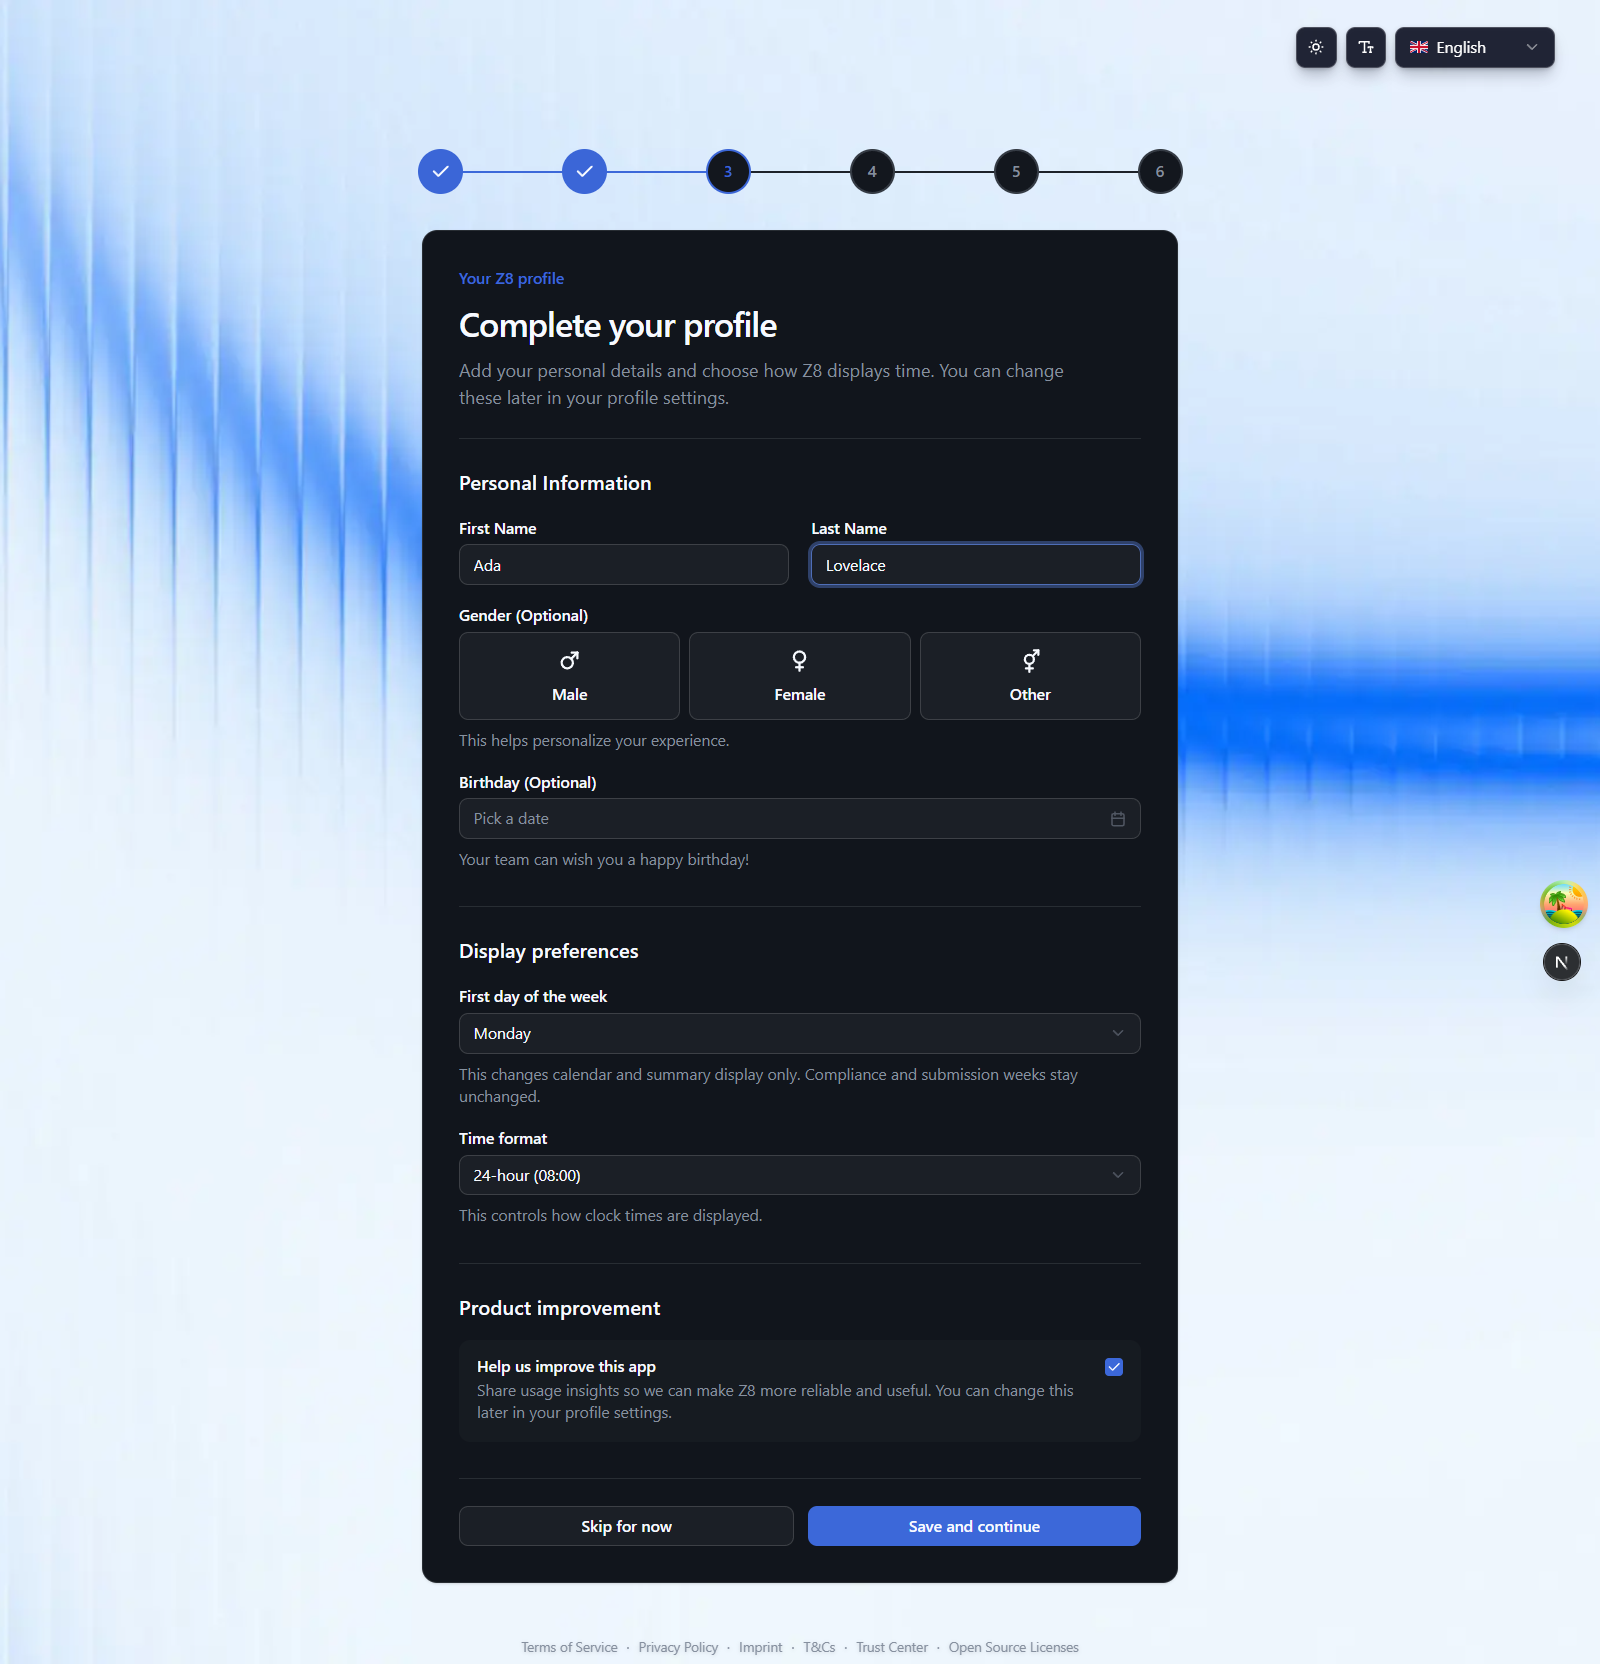 English
3
4
5
6
Your Z8 profile
Complete your profile
Add your personal details and choose how Z8 displays time. You can change
these later in your profile settings.
Personal Information
First Name
Last Name
Ada
Lovelace
Gender (Optional)
Male
Female
Other
This helps personalize your experience.
Birthday (Optional)
Pick a date
Your team can wish you a happy birthday!
Display preferences
First day of the week
Monday
This changes calendar and summary display only. Compliance and submission weeks stay
unchanged.
Time format
24-hour (08:00)
This controls how clock times are displayed.
Product improvement
Help us improve this app
Share usage insights so we can make Z8 more reliable and useful. You can change this
later in your profile settings.
Skip for now
Save and continue
Terms of Service · Privacy Policy · Imprint · T&Cs · Trust Center · Open Source Licenses